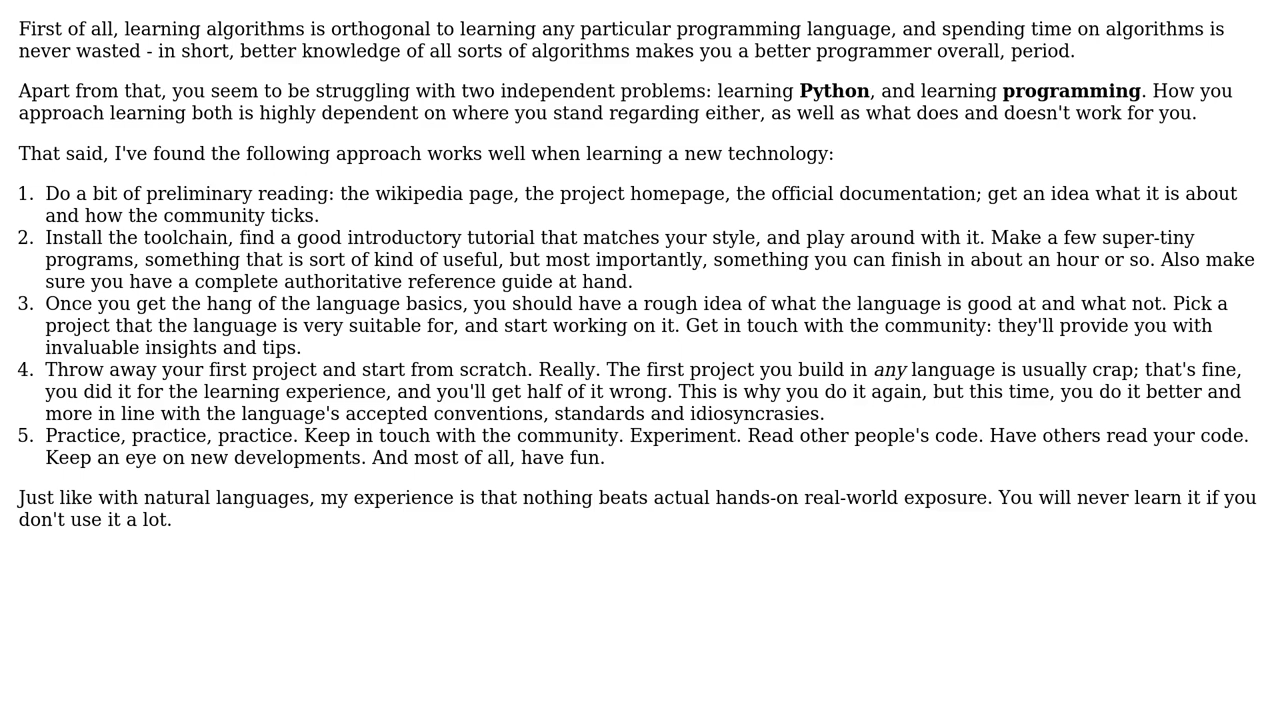 First of all, learning algorithms is orthogonal to learning any particular programming language, and spending time on algorithms is
never wasted - in short, better knowledge of all sorts of algorithms makes you a better programmer overall, period.
Apart from that, you seem to be struggling with two independent problems: learning Python, and learning programming. How you
approach learning both is highly dependent on where you stand regarding either, as well as what does and doesn't work for you.
That said, I've found the following approach works well when learning a new technology:
1. Do a bit of preliminary reading: the wikipedia page, the project homepage, the official documentation; get an idea what it is about
and how the community ticks.
2. Install the toolchain, find a good introductory tutorial that matches your style, and play around with it. Make a few super-tiny
programs, something that is sort of kind of useful, but most importantly, something you can finish in about an hour or so. Also make
sure you have a complete authoritative reference guide at hand.
3. Once you get the hang of the language basics, you should have a rough idea of what the language is good at and what not. Pick a
project that the language is very suitable for, and start working on it. Get in touch with the community: they'll provide you with
invaluable insights and tips.
4. Throw away your first project and start from scratch. Really. The first project you build in any language is usually crap; that's fine,
you did it for the learning experience, and you'll get half of it wrong. This is why you do it again, but this time, you do it better and
more in line with the language's accepted conventions, standards and idiosyncrasies.
5. Practice, practice, practice. Keep in touch with the community. Experiment. Read other people's code. Have others read your code.
Keep an eye on new developments. And most of all, have fun.
Just like with natural languages, my experience is that nothing beats actual hands-on real-world exposure. You will never learn it if you
don't use it a lot.